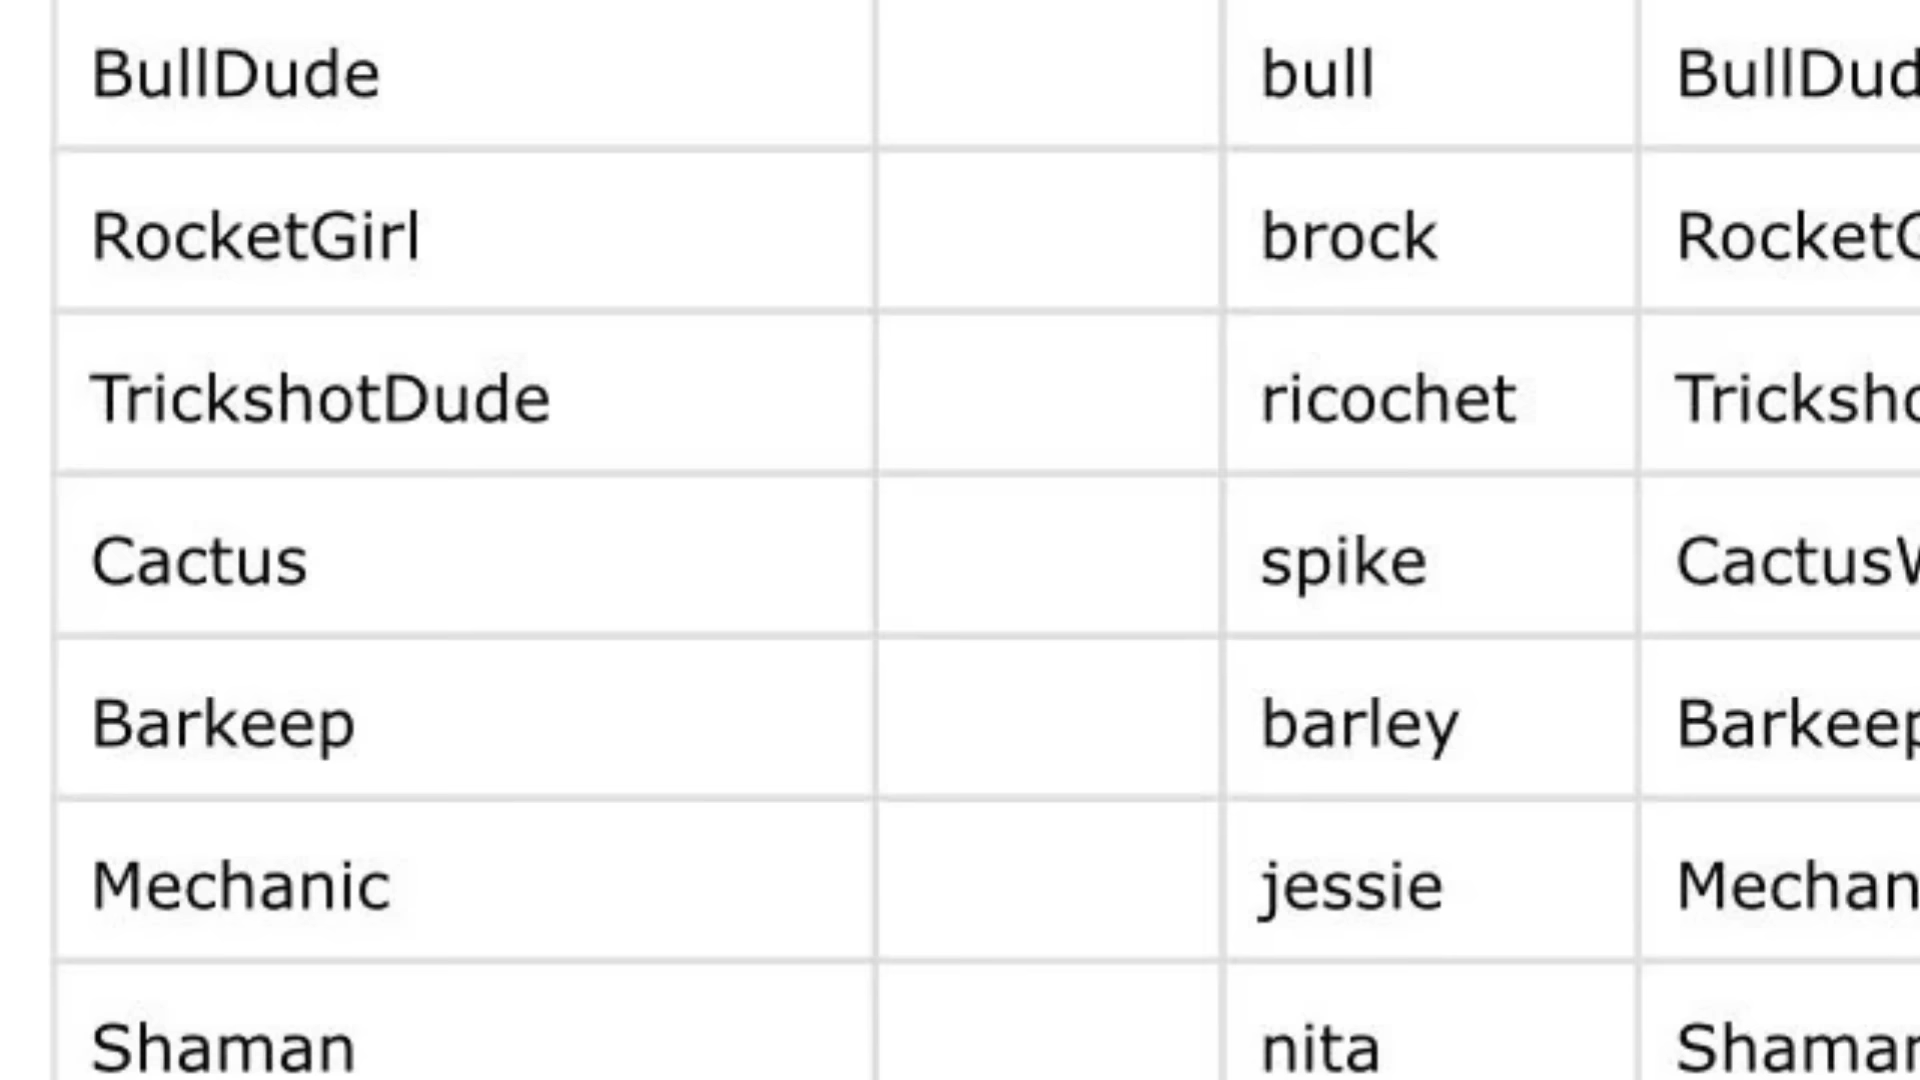 BullDude bull BullDud
RocketGirl brock RocketG
TrickshotDude ricochet Tricksho
Cactus spike CactusW
Barkeep barley Barkeep
Mechanic jessie Mechan
Shaman nita Shaman